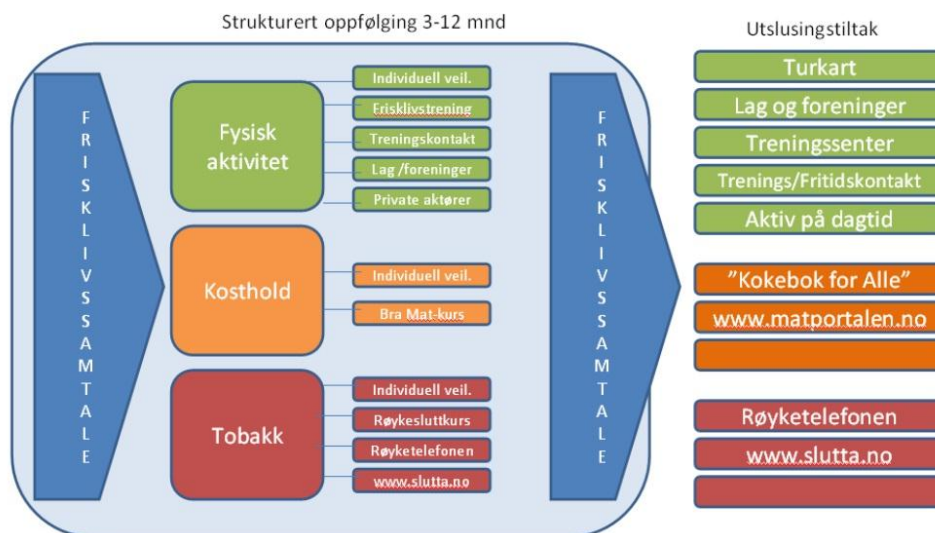 Strukturert oppfølging 3-12 mnd
FRISKLIVSSAMTALE
Fysisk
aktivitet
Individuell veil.
Frisklivstrening
Treningskontakt
Lag /foreninger
Private aktører
Kosthold
Individuell veil.
Bra Mat-kurs
Tobakk
Individuell veil.
Røykesluttkurs
Røyketelefonen
www.slutta.no
FRISKLIVSSAMTALE
Utslusingstiltak
Turkart
Lag og foreninger
Treningssenter
Trenings/Fritidskontakt
Aktiv på dagtid
”Kokebok for Alle”
www.matportalen.no
Røyketelefonen
www.slutta.no